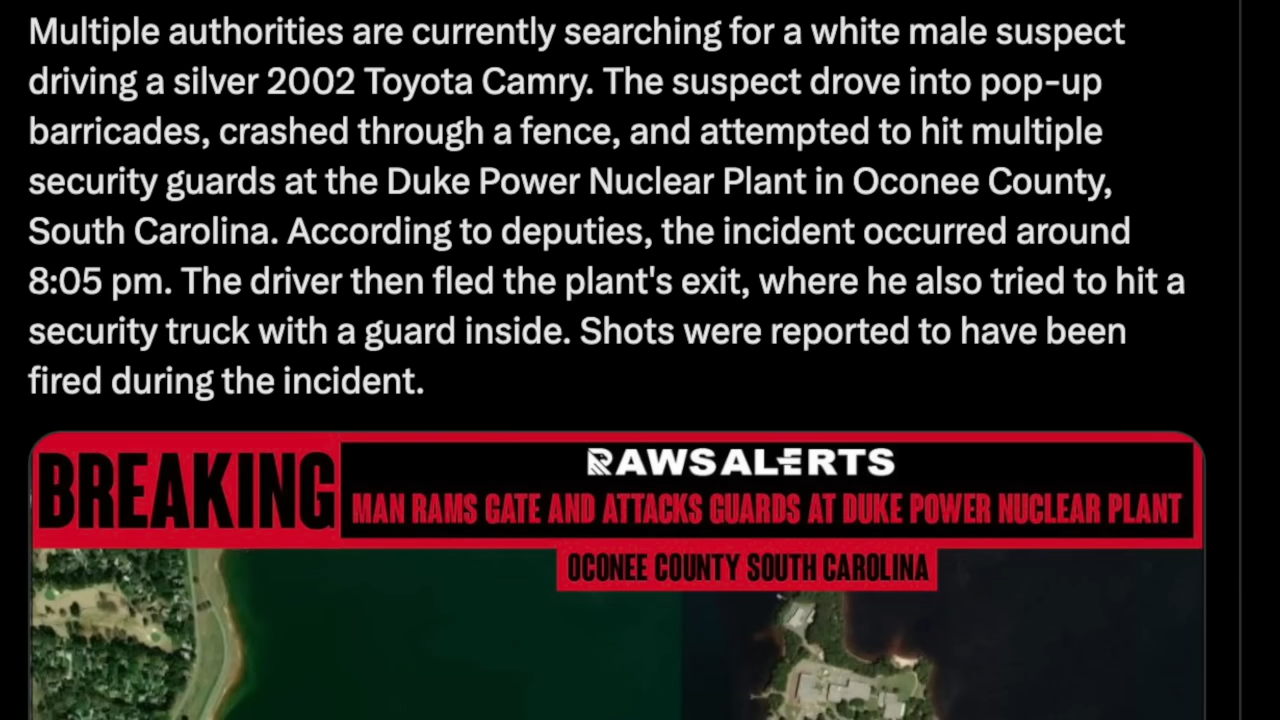 Multiple authorities are currently searching for a white male suspect
driving a silver 2002 Toyota Camry. The suspect drove into pop-up
barricades, crashed through a fence, and attempted to hit multiple
security guards at the Duke Power Nuclear Plant in Oconee County,
South Carolina. According to deputies, the incident occurred around
8:05 pm. The driver then fled the plant's exit, where he also tried to hit a
security truck with a guard inside. Shots were reported to have been
fired during the incident.
BREAKING
RAWSALERTS
MAN RAMS GATE AND ATTACKS GUARDS AT DUKE POWER NUCLEAR PLANT
OCONEE COUNTY SOUTH CAROLINA